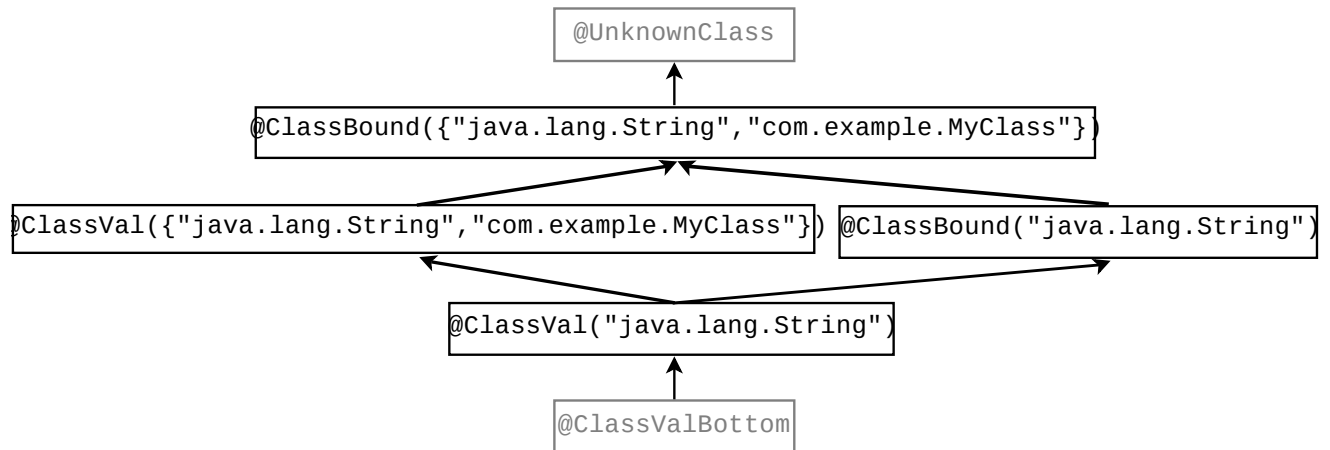 @UnknownClass
@ClassBound({"java.lang.String","com.example.MyClass"})
@ClassVal({"java.lang.String","com.example.MyClass"})
@ClassBound("java.lang.String")
@ClassVal("java.lang.String")
@ClassValBottom